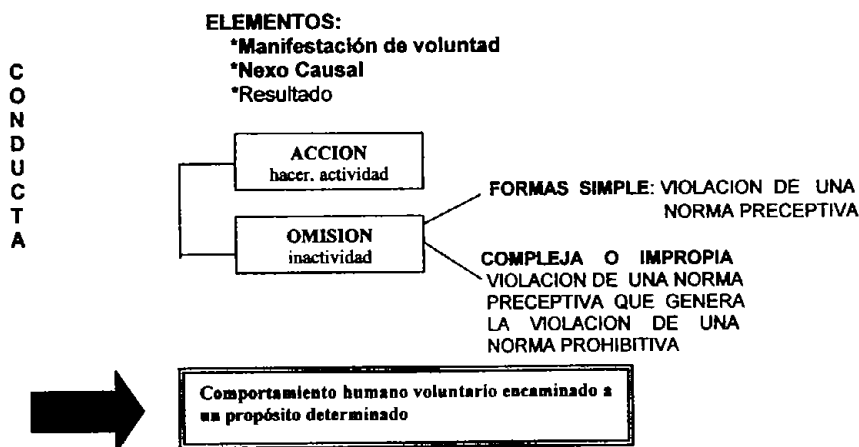 ELEMENTOS:
*Manifestación de voluntad
*Nexo Causal
*Resultado
CONDUCTA
ACCION
hacer. actividad
OMISION
inactividad
FORMAS SIMPLE: VIOLACION DE UNA
NORMA PRECEPTIVA
COMPLEJA O IMPROPIA
VIOLACION DE UNA NORMA
PRECEPTIVA QUE GENERA
LA VIOLACION DE UNA
NORMA PROHIBITIVA
Comportamiento humano voluntario encaminado a
un propósito determinado